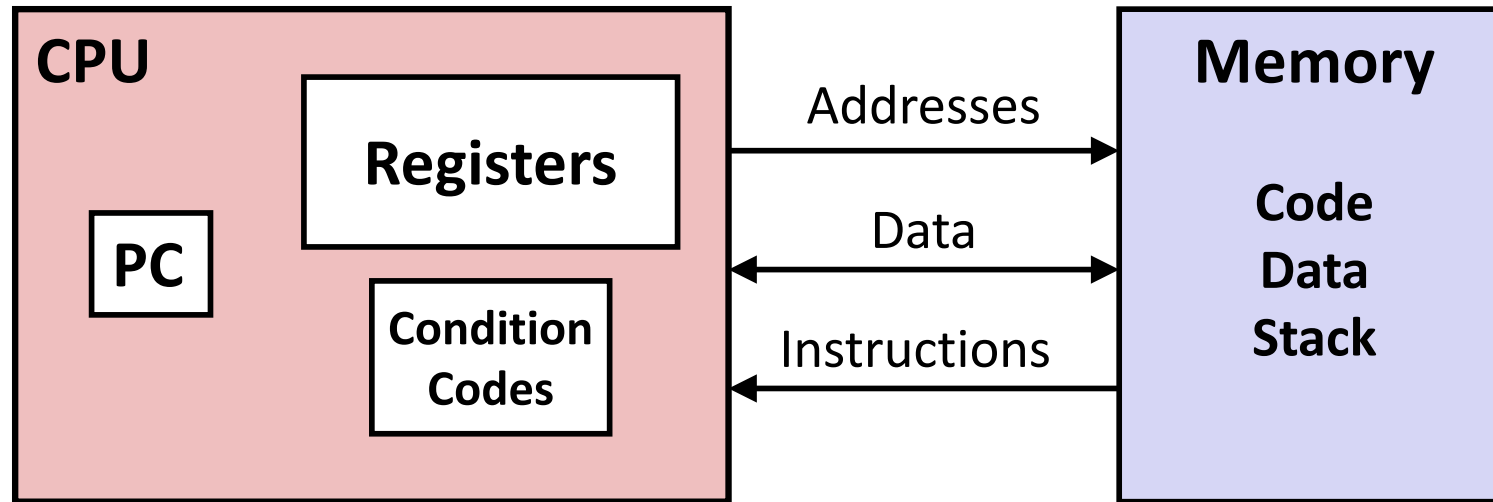 CPU
Registers
PC
Condition
Codes
Addresses
Data
Instructions
Memory
Code
Data
Stack